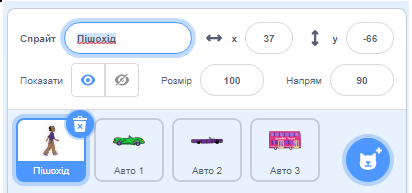 Спрайт Пішохід x 37 y -66
Показати Розмір 100 Напрям 90
Пішохід Авто 1 Авто 2 Авто 3